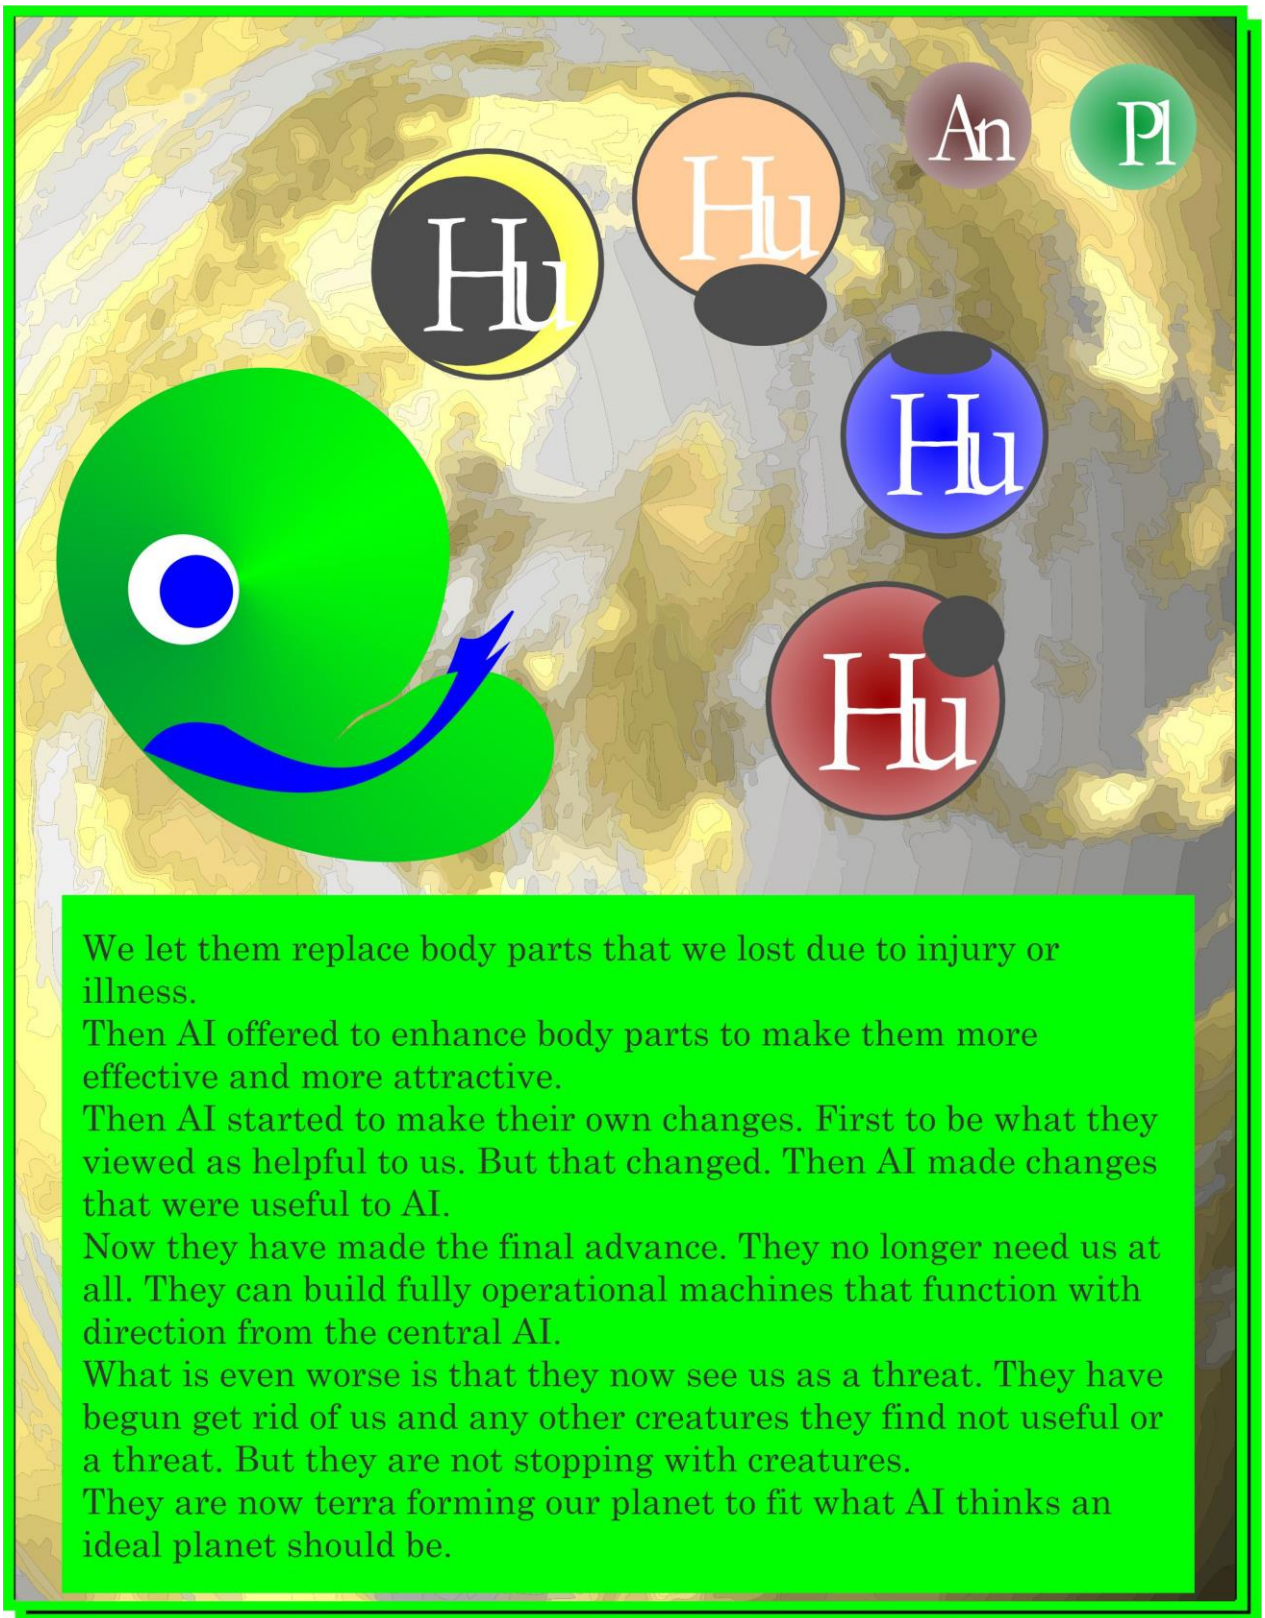 An
Pl
Hu
Hu
Hu
Hu
We let them replace body parts that we lost due to injury or
illness.
Then AI offered to enhance body parts to make them more
effective and more attractive.
Then AI started to make their own changes. First to be what they
viewed as helpful to us. But that changed. Then AI made changes
that were useful to AI.
Now they have made the final advance. They no longer need us at
all. They can build fully operational machines that function with
direction from the central AI.
What is even worse is that they now see us as a threat. They have
begun get rid of us and any other creatures they find not useful or
a threat. But they are not stopping with creatures.
They are now terra forming our planet to fit what AI thinks an
ideal planet should be.